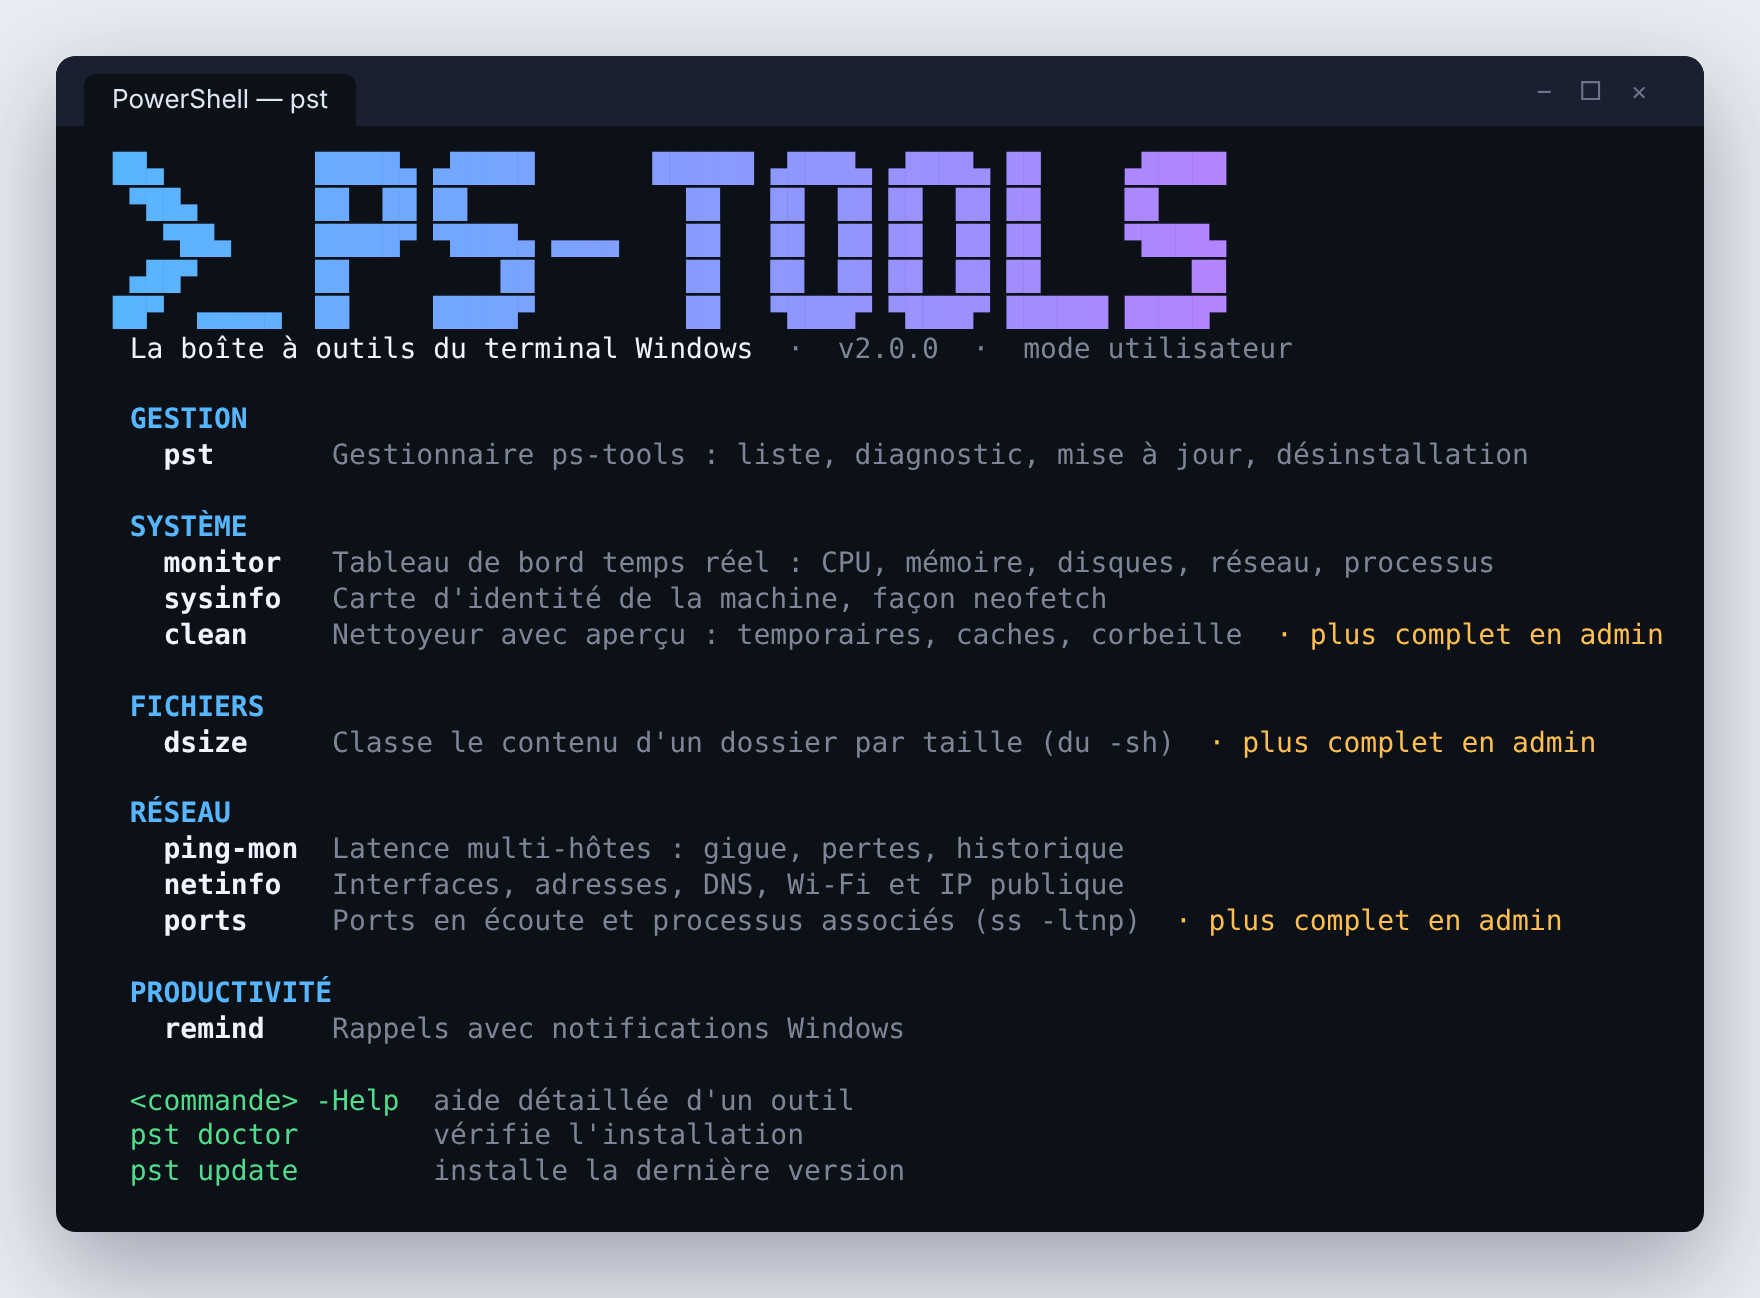 PowerShell — pst
>_ PS-TOOLS
La boîte à outils du terminal Windows · v2.0.0 · mode utilisateur
GESTION
pst Gestionnaire ps-tools : liste, diagnostic, mise à jour, désinstallation
SYSTÈME
monitor Tableau de bord temps réel : CPU, mémoire, disques, réseau, processus
sysinfo Carte d'identité de la machine, façon neofetch
clean Nettoyeur avec aperçu : temporaires, caches, corbeille · plus complet en admin
FICHIERS
dsize Classe le contenu d'un dossier par taille (du -sh) · plus complet en admin
RÉSEAU
ping-mon Latence multi-hôtes : gigue, pertes, historique
netinfo Interfaces, adresses, DNS, Wi-Fi et IP publique
ports Ports en écoute et processus associés (ss -ltnp) · plus complet en admin
PRODUCTIVITÉ
remind Rappels avec notifications Windows
<commande> -Help aide détaillée d'un outil
pst doctor vérifie l'installation
pst update installe la dernière version